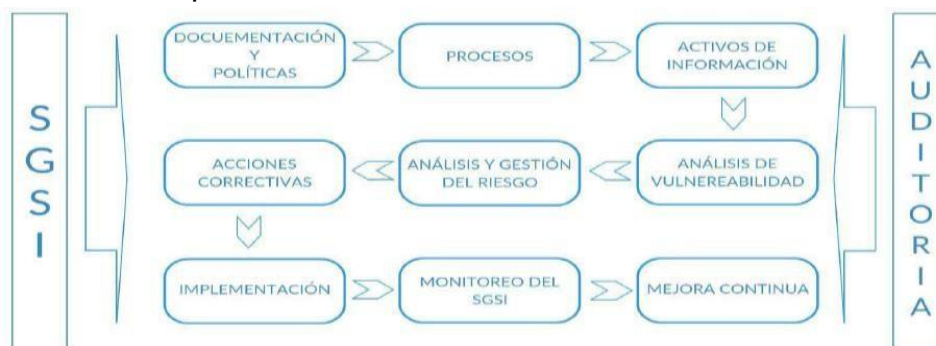 SGSI
DOCUEMENTACIÓN
Y
POLÍTICAS
PROCESOS
ACTIVOS DE
INFORMACIÓN
ACCIONES
CORRECTIVAS
ANÁLISIS Y GESTIÓN
DEL RIESGO
ANÁLISIS DE
VULNEREABILIDAD
IMPLEMENTACIÓN
MONITOREO DEL
SGSI
MEJORA CONTINUA
AUDITORIA